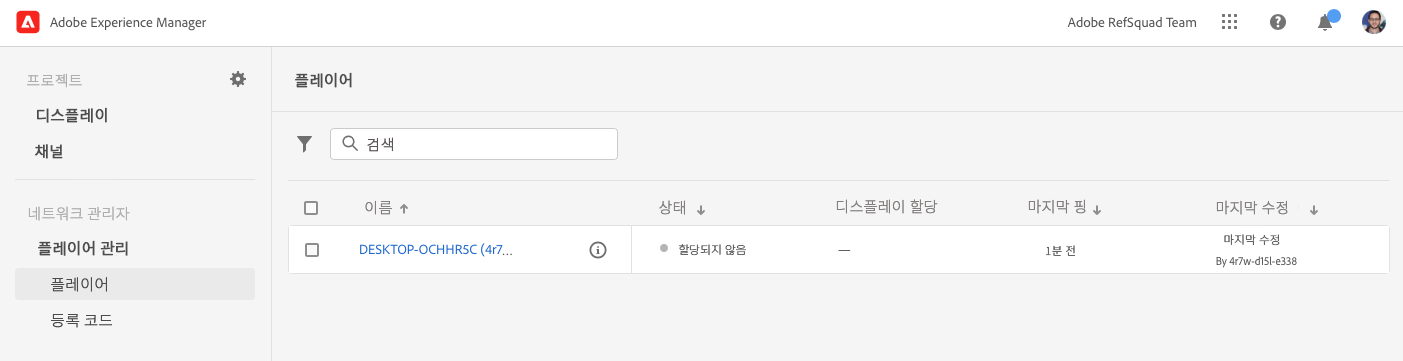 Adobe Experience Manager
Adobe RefSquad Team
프로젝트
디스플레이
채널
네트워크 관리자
플레이어 관리
플레이어
등록 코드
플레이어
검색
이름 상태 디스플레이 할당 마지막 핑 마지막 수정
DESKTOP-OCHHR5C (4r7... 할당되지 않음 — 1분 전 마지막 수정
By 4r7w-d15l-e338